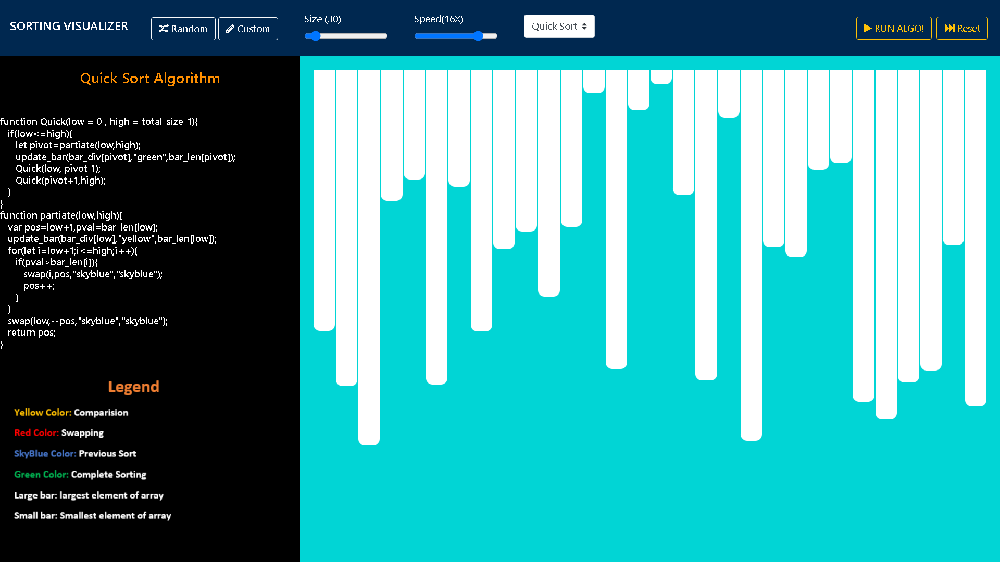 SORTING VISUALIZER
Random
Custom
Size (30)
Speed(16X)
Quick Sort
RUN ALGO!
Reset
Quick Sort Algorithm
function Quick(low = 0 , high = total_size-1){
if(low<=high){
let pivot=partiate(low,high);
update_bar(bar_div[pivot],"green",bar_len[pivot]);
Quick(low, pivot-1);
Quick(pivot+1,high);
}
}
function partiate(low,high){
var pos=low+1,pval=bar_len[low];
update_bar(bar_div[low],"yellow",bar_len[low]);
for(let i=low+1;i<=high;i++){
if(pval>bar_len[i]){
swap(i,pos,"skyblue","skyblue");
pos++;
}
}
swap(low,--pos,"skyblue","skyblue");
return pos;
}
Legend
Yellow Color: Comparision
Red Color: Swapping
SkyBlue Color: Previous Sort
Green Color: Complete Sorting
Large bar: largest element of array
Small bar: Smallest element of array